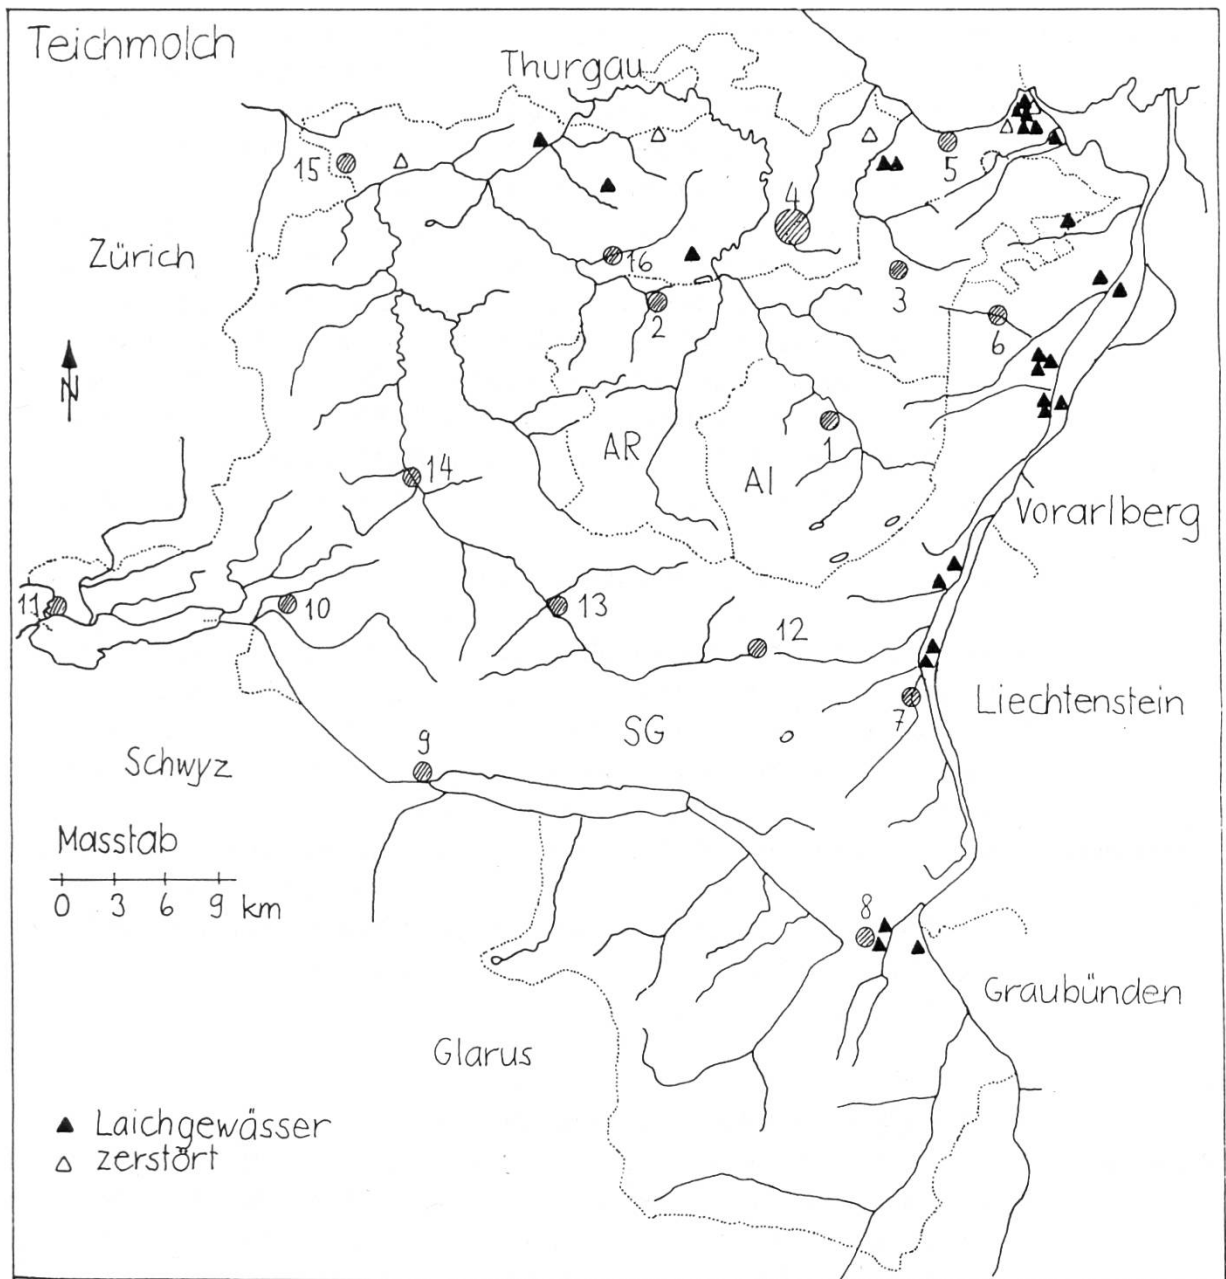 Teichmolch
Thurgau
15
5
4
Zürich
16
3
2
6
N
1
AR
AI
14
Vorarlberg
11
10
13
12
Liechtenstein
7
SG
9
Schwyz
Masstab
0 3 6 9 km
8
Graubünden
Glarus
Laichgewässer
zerstört